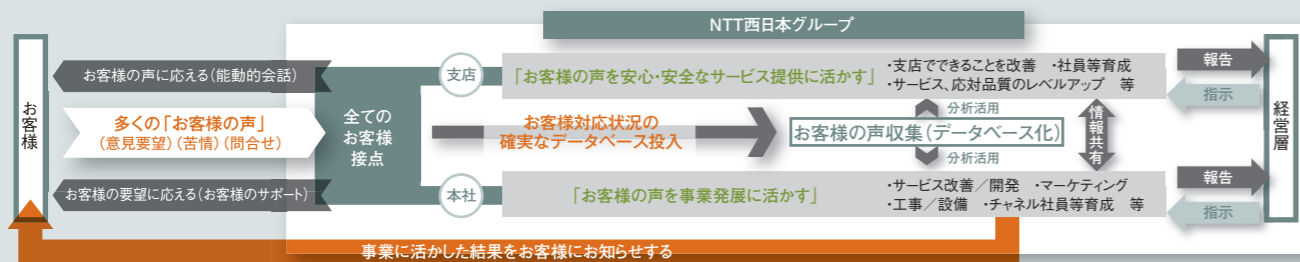 NTT西日本グループ
お客様
お客様の声に応える(能動的会話)
多くの「お客様の声」
(意見要望)(苦情)(問合せ)
お客様の要望に応える(お客様のサポート)
全ての
お客様
接点
支店
「お客様の声を安心・安全なサービス提供に活かす」
・支店でできることを改善 ・社員等育成
・サービス、応対品質のレベルアップ 等
お客様対応状況の
確実なデータベース投入
分析活用
お客様の声収集(データベース化)
分析活用
情報共有
本社
「お客様の声を事業発展に活かす」
・サービス改善/開発 ・マーケティング
・工事/設備 ・チャネル社員等育成 等
報告
指示
報告
指示
経営層
事業に活かした結果をお客様にお知らせする